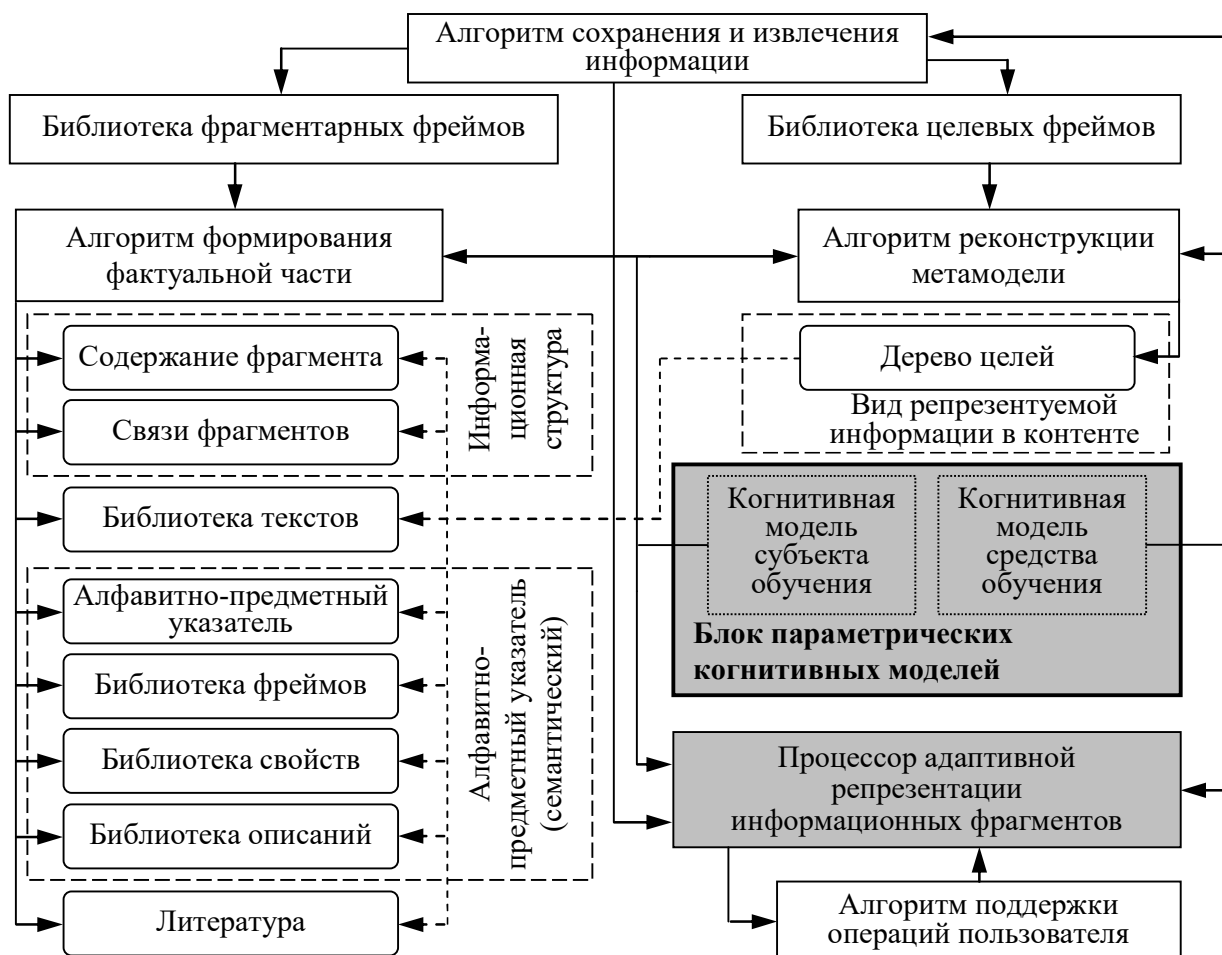 Алгоритм сохранения и извлечения
информации
Библиотека фрагментарных фреймов
Библиотека целевых фреймов
Алгоритм формирования
фактуальной части
Алгоритм реконструкции
метамодели
Содержание фрагмента
Связи фрагментов
Информа-
ционная
структура
Дерево целей
Вид репрезентуемой
информации в контенте
Библиотека текстов
Когнитивная
модель
субъекта
обучения
Когнитивная
модель
средства
обучения
Блок параметрических
когнитивных моделей
Алфавитно-предметный
указатель
Библиотека фреймов
Библиотека свойств
Библиотека описаний
Алфавитно-
предметный указатель
(семантический)
Литература
Процессор адаптивной
репрезентации
информационных фрагментов
Алгоритм поддержки
операций пользователя